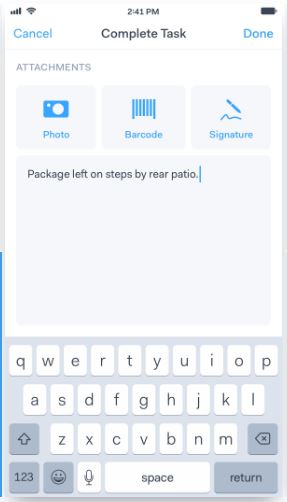 2:41 PM
Cancel Complete Task Done
ATTACHMENTS
Photo Barcode Signature
Package left on steps by rear patio.
q w e r t y u i o p
a s d f g h j k l
z x c v b n m
123 space return